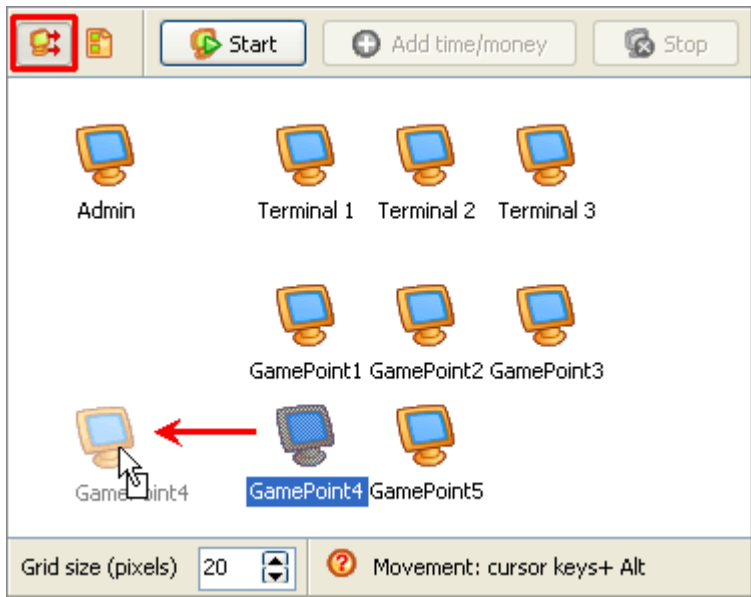 Start Add time/money Stop
Admin Terminal 1 Terminal 2 Terminal 3
GamePoint1 GamePoint2 GamePoint3
GamePoint4 GamePoint4 GamePoint5
Grid size (pixels) 20 Movement: cursor keys+ Alt